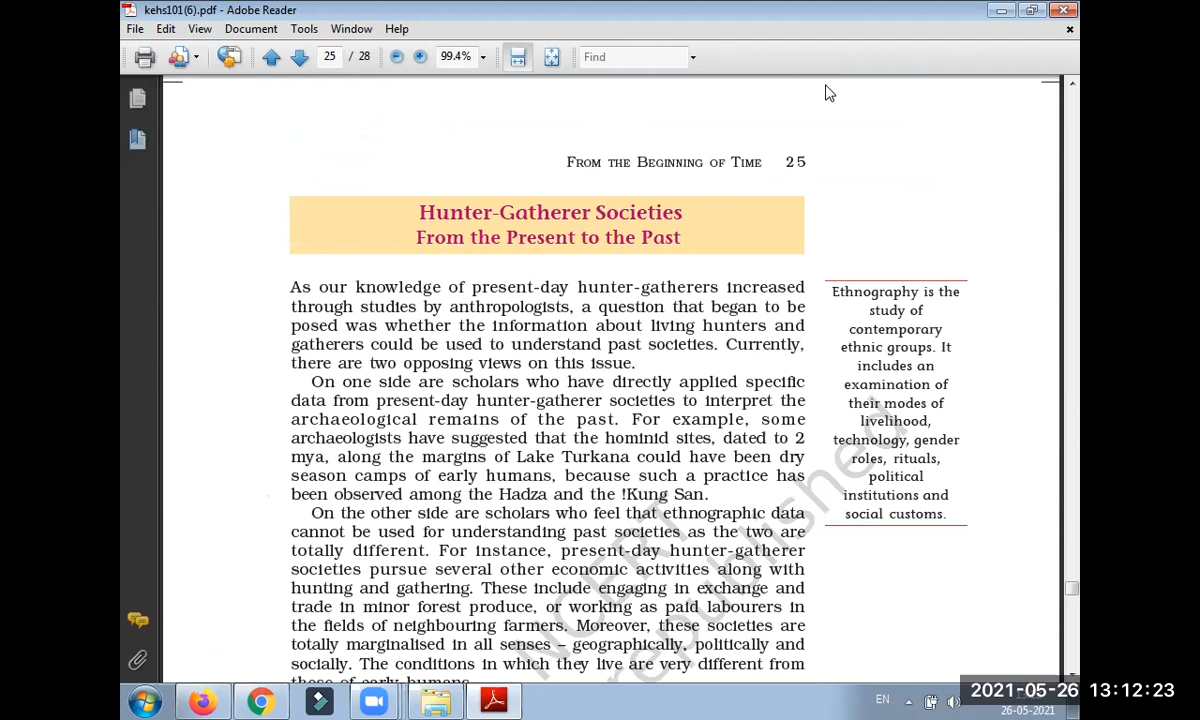 kehs101(6).pdf - Adobe Reader
File Edit View Document Tools Window Help
25 / 28 99.4% Find
FROM THE BEGINNING OF TIME 25
Hunter-Gatherer Societies
From the Present to the Past
As our knowledge of present-day hunter-gatherers increased
through studies by anthropologists, a question that began to be
posed was whether the information about living hunters and
gatherers could be used to understand past societies. Currently,
there are two opposing views on this issue.
On one side are scholars who have directly applied specific
data from present-day hunter-gatherer societies to interpret the
archaeological remains of the past. For example, some
archaeologists have suggested that the hominid sites, dated to 2
mya, along the margins of Lake Turkana could have been dry
season camps of early humans, because such a practice has
been observed among the Hadza and the !Kung San.
On the other side are scholars who feel that ethnographic data
cannot be used for understanding past societies as the two are
totally different. For instance, present-day hunter-gatherer
societies pursue several other economic activities along with
hunting and gathering. These include engaging in exchange and
trade in minor forest produce, or working as paid labourers in
the fields of neighbouring farmers. Moreover, these societies are
totally marginalised in all senses – geographically, politically and
socially. The conditions in which they live are very different from
those of early humans.
Ethnography is the
study of
contemporary
ethnic groups. It
includes an
examination of
their modes of
livelihood,
technology, gender
roles, rituals,
political
institutions and
social customs.
NCERT
republished
EN
2021-05-26 13:12:23
26-05-2021